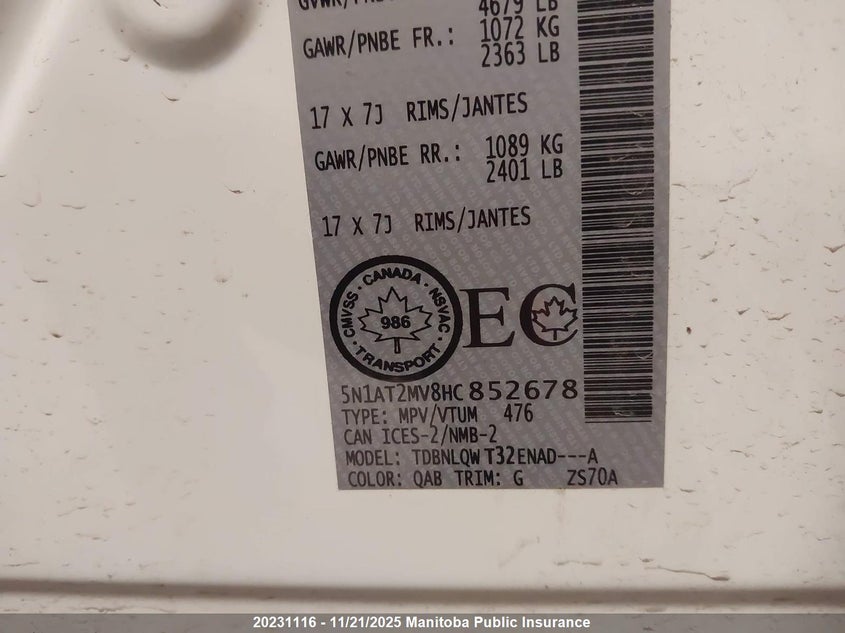 GVWR/PNBV
4679 LB
GAWR/PNBE FR.: 1072 KG
2363 LB
17 X 7J RIMS/JANTES
GAWR/PNBE RR.: 1089 KG
2401 LB
17 X 7J RIMS/JANTES
CANADA · NSVAC · TRANSPORT · CMVSS ·
986
EC
5N1AT2MV8HC852678
TYPE: MPV/VTUM 476
CAN ICES-2/NMB-2
MODEL: TDBNLQW T32ENAD---A
COLOR: QAB TRIM: G ZS70A
20231116 - 11/21/2025 Manitoba Public Insurance